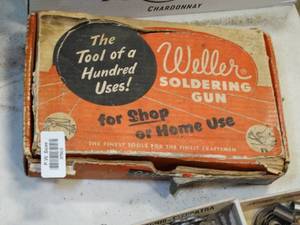 CHARDONNAY
The
Tool of a
Hundred
Uses!
Weller
SOLDERING
GUN
for Shop
or Home Use
THE FINEST TOOLS FOR THE FINEST CRAFTSMEN